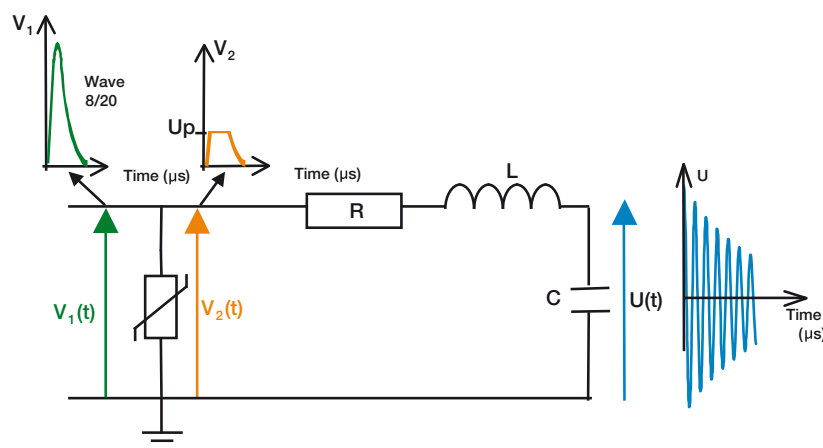 V₁
Wave
8/20
Time (μs)
V₂
Up
Time (μs)
R
L
C
V₁(t)
V₂(t)
U(t)
U
Time
(μs)